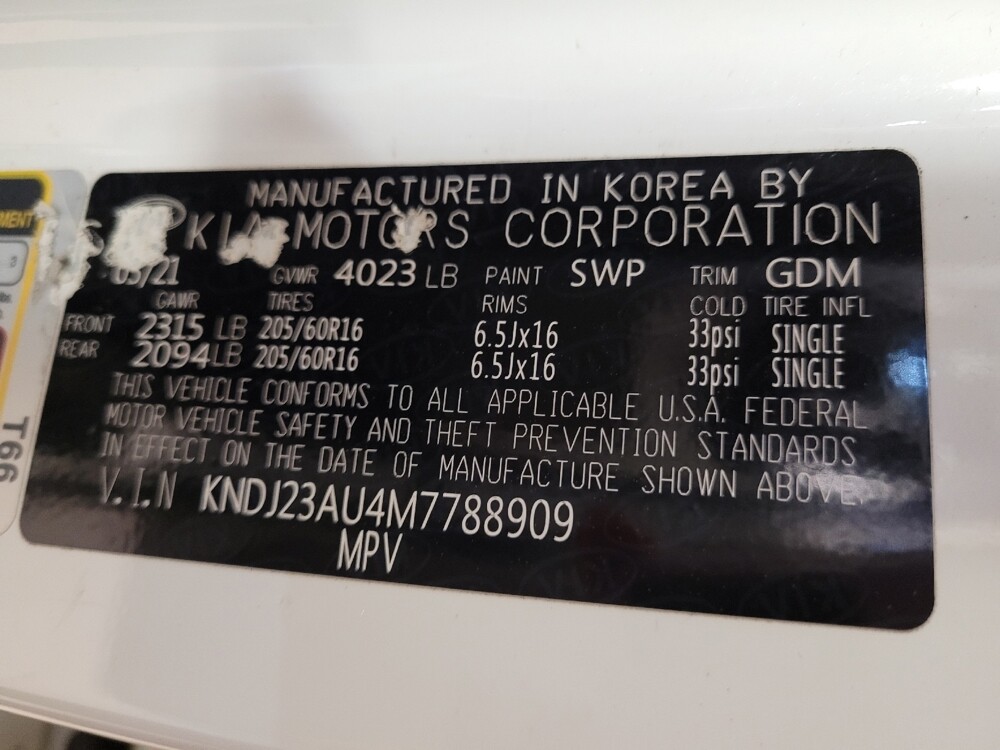 MANUFACTURED IN KOREA BY
KIA MOTORS CORPORATION
03/21 GVWR 4023 LB PAINT SWP TRIM GDM
GAWR TIRES RIMS COLD TIRE INFL
FRONT 2315 LB 205/60R16 6.5Jx16 33psi SINGLE
REAR 2094LB 205/60R16 6.5Jx16 33psi SINGLE
THIS VEHICLE CONFORMS TO ALL APPLICABLE U.S.A. FEDERAL
MOTOR VEHICLE SAFETY AND THEFT PREVENTION STANDARDS
IN EFFECT ON THE DATE OF MANUFACTURE SHOWN ABOVE.
V.I.N KNDJ23AU4M7788909
MPV
T66